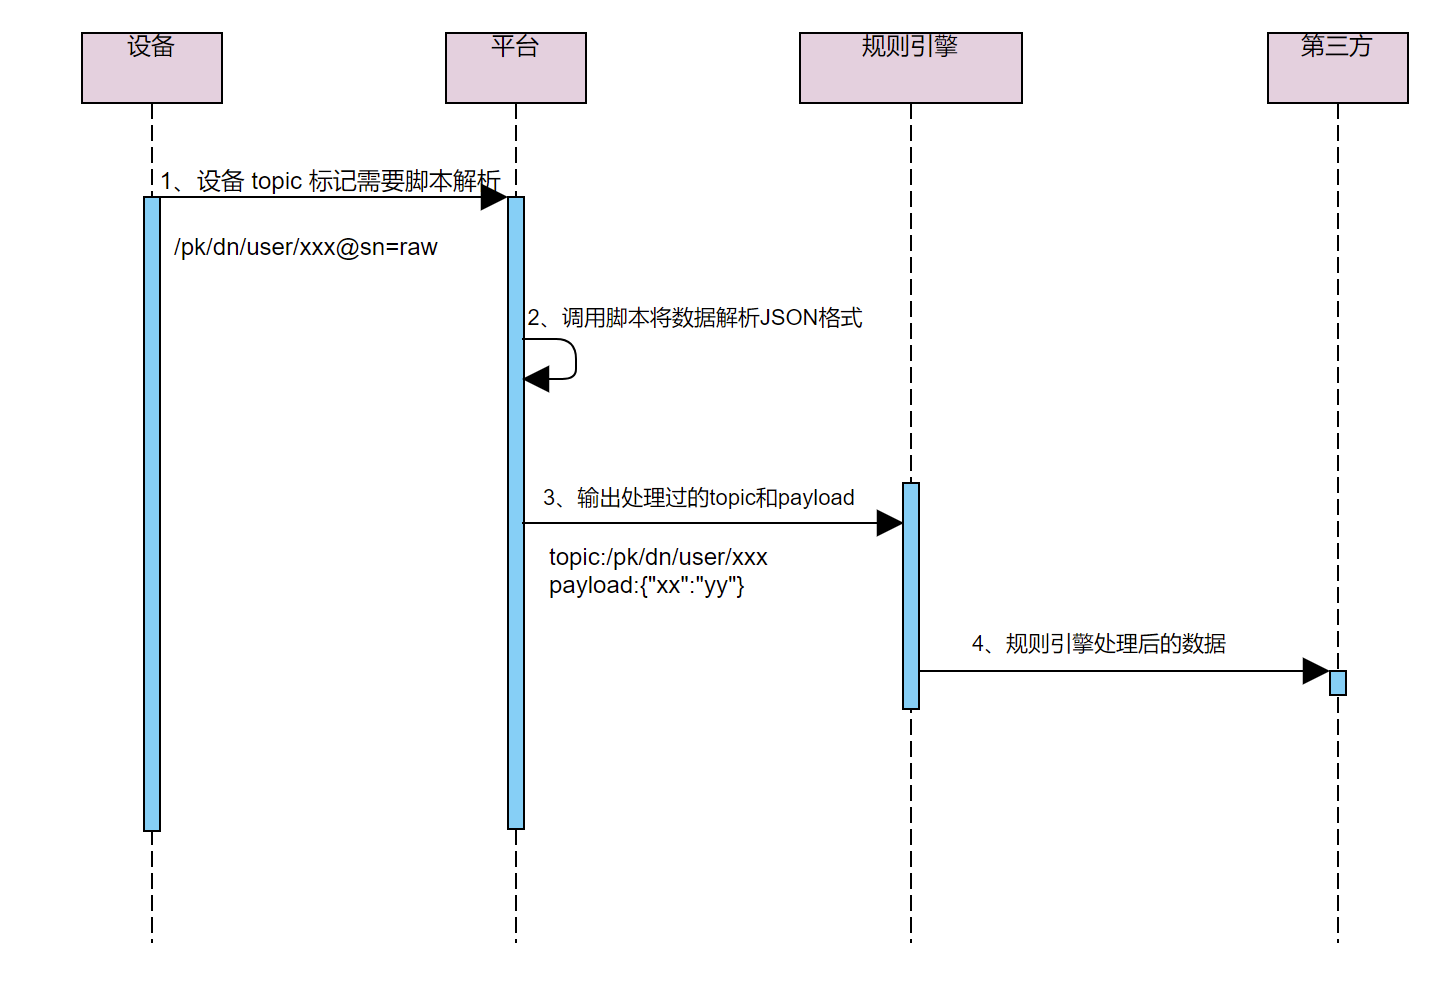 设备
平台
规则引擎
第三方
1、设备 topic 标记需要脚本解析
/pk/dn/user/xxx@sn=raw
2、调用脚本将数据解析JSON格式
3、输出处理过的topic和payload
topic:/pk/dn/user/xxx
payload:{"xx":"yy"}
4、规则引擎处理后的数据